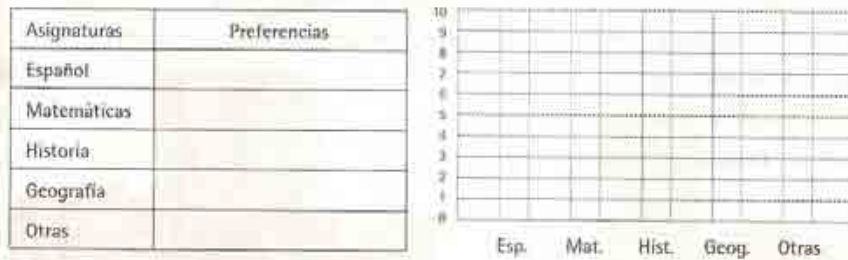 Asignaturas Preferencias
Español
Matemáticas
Historia
Geografía
Otras
10
9
8
7
6
5
4
3
2
1
0
Esp. Mat. Hist. Geog. Otras